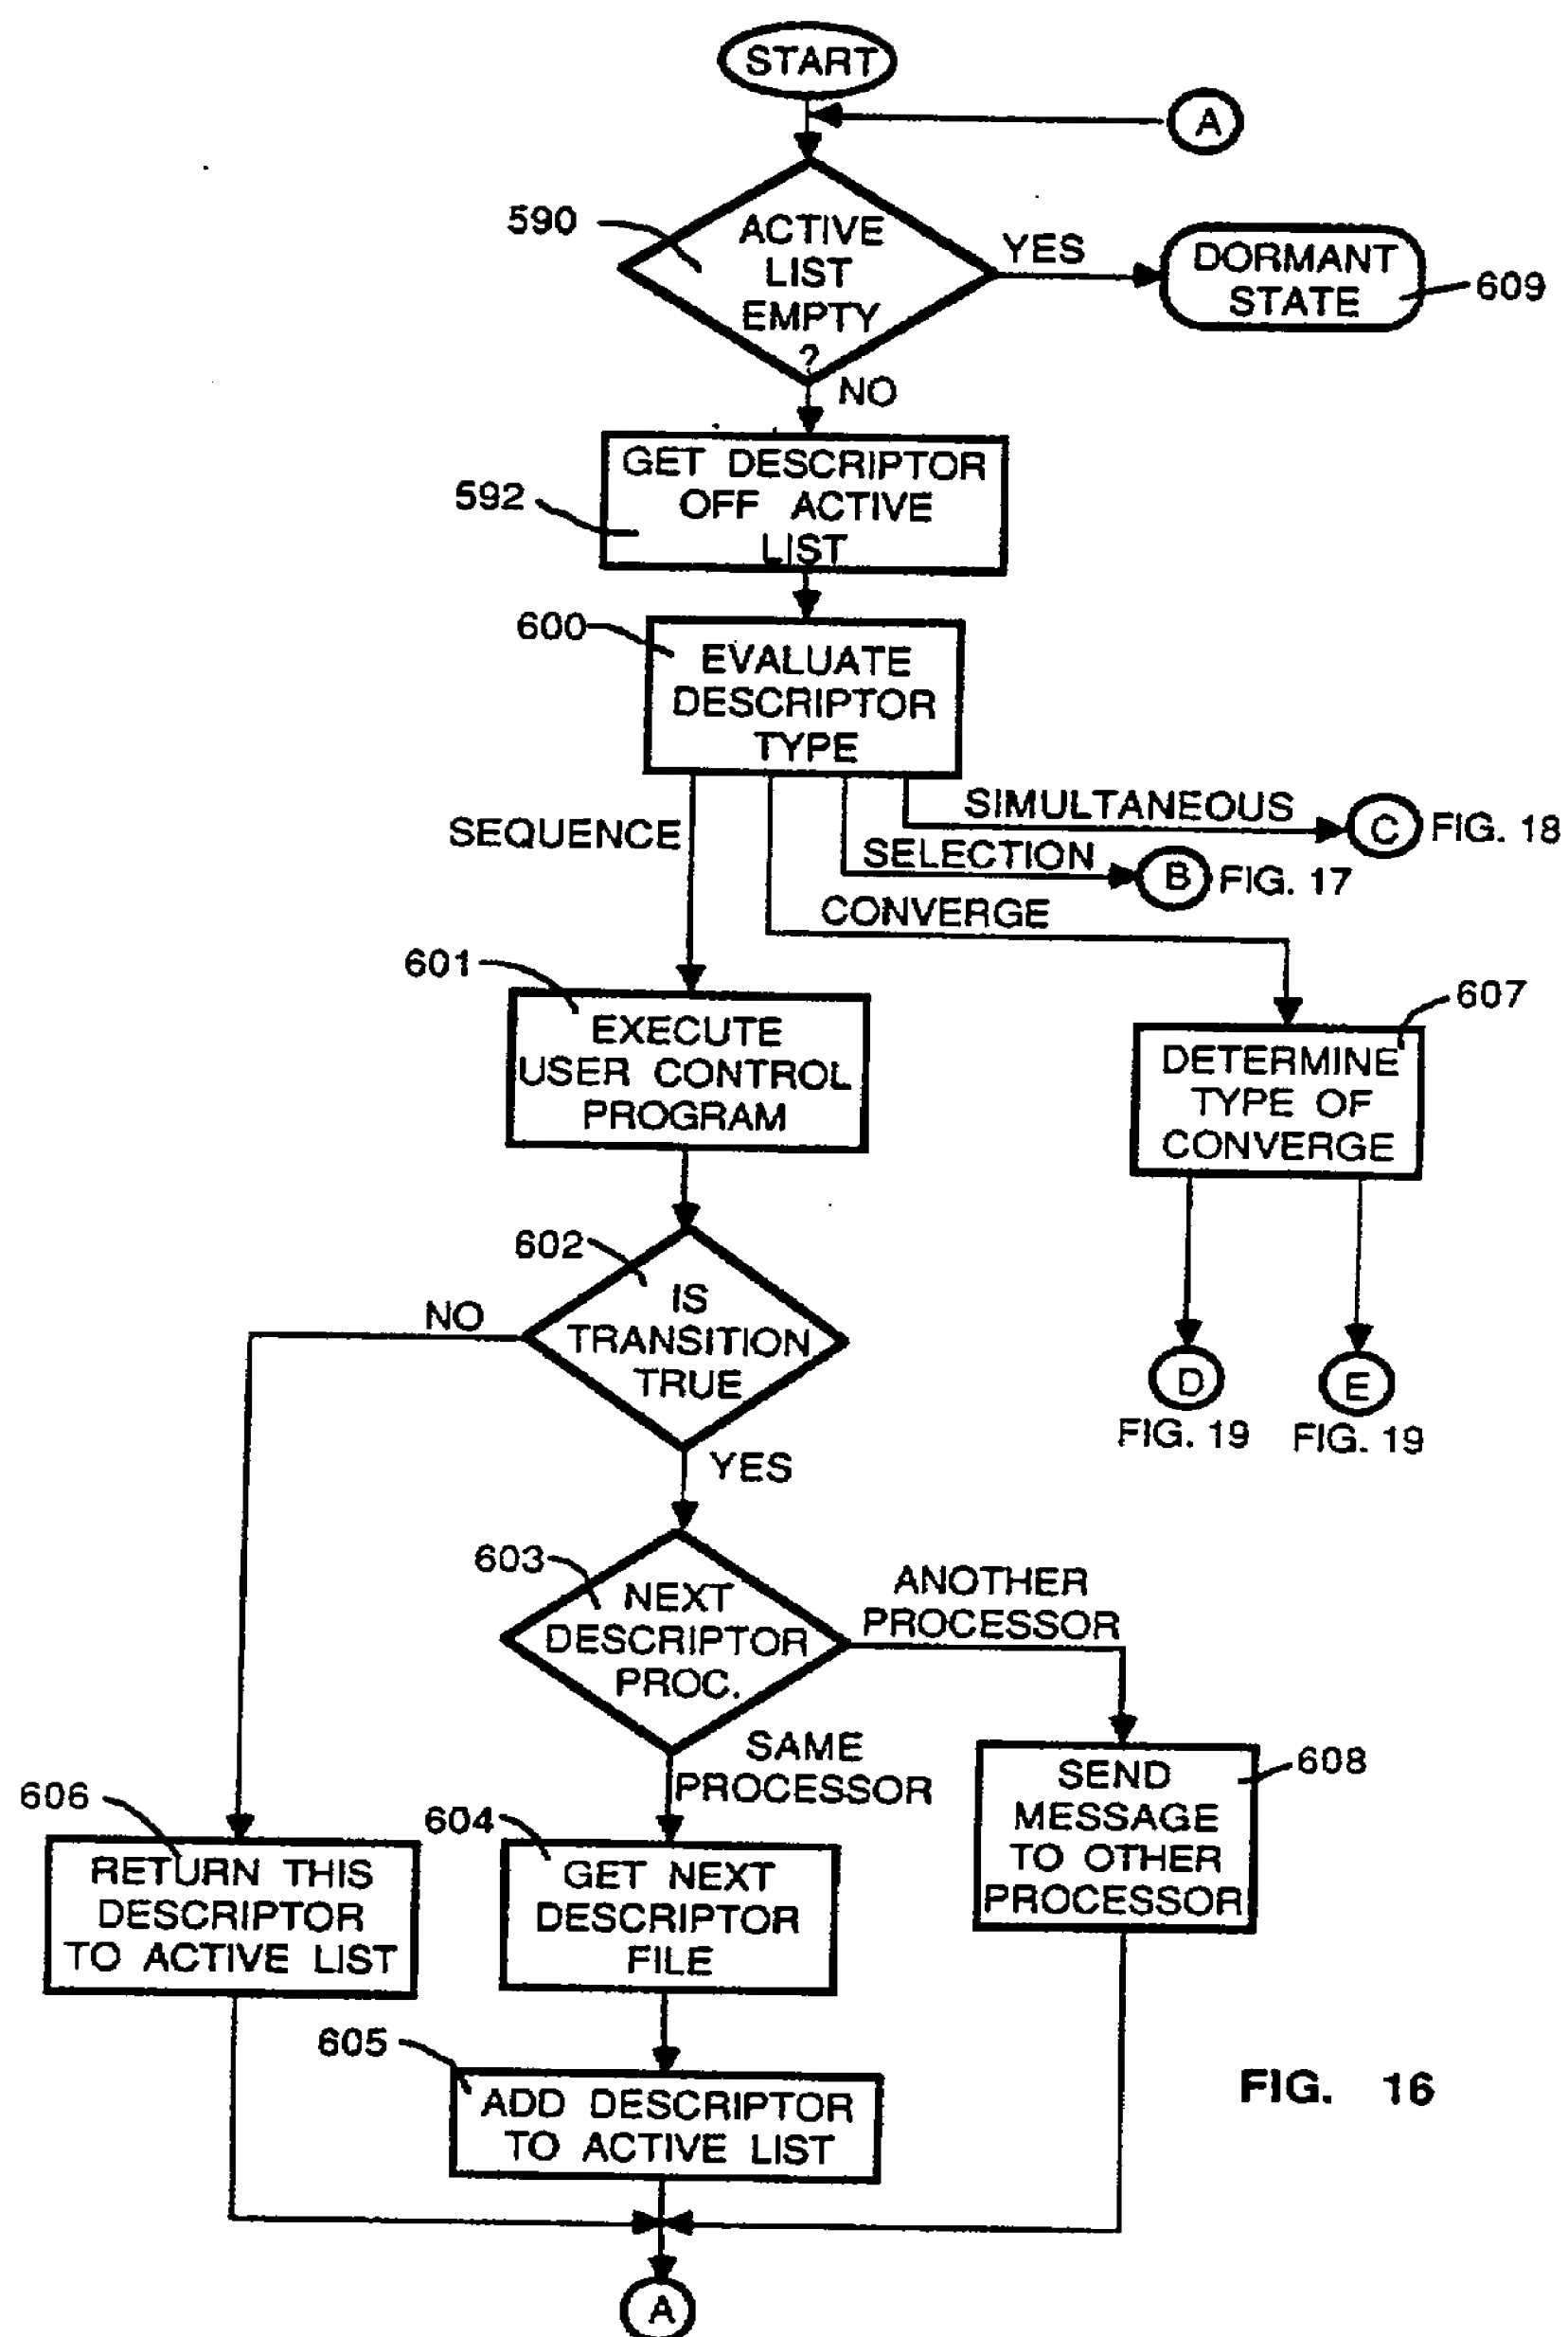 START
A
590
ACTIVE
LIST
EMPTY
?
YES
DORMANT
STATE
609
NO
592
GET DESCRIPTOR
OFF ACTIVE
LIST
600
EVALUATE
DESCRIPTOR
TYPE
SEQUENCE
SIMULTANEOUS
C
FIG. 18
SELECTION
B
FIG. 17
CONVERGE
601
EXECUTE
USER CONTROL
PROGRAM
607
DETERMINE
TYPE OF
CONVERGE
D
FIG. 19
E
FIG. 19
602
IS
TRANSITION
TRUE
NO
YES
603
NEXT
DESCRIPTOR
PROC.
ANOTHER
PROCESSOR
SAME
PROCESSOR
608
SEND
MESSAGE
TO OTHER
PROCESSOR
606
RETURN THIS
DESCRIPTOR
TO ACTIVE LIST
604
GET NEXT
DESCRIPTOR
FILE
605
ADD DESCRIPTOR
TO ACTIVE LIST
A
FIG. 16